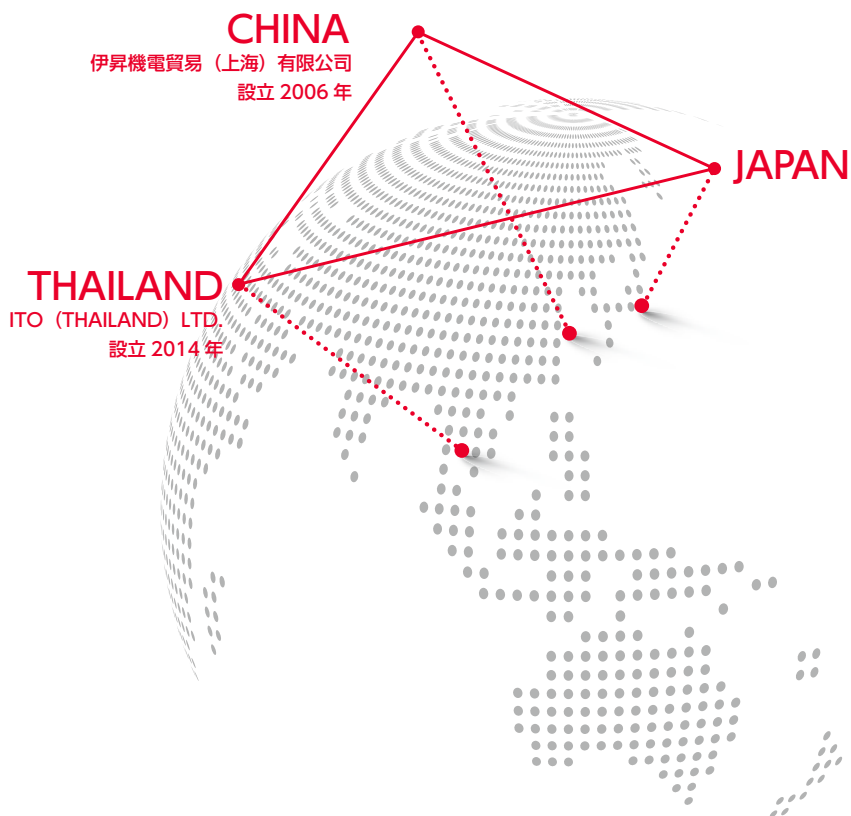 CHINA
伊昇機電貿易（上海）有限公司
設立 2006 年
JAPAN
THAILAND
ITO（THAILAND）LTD.
設立 2014 年